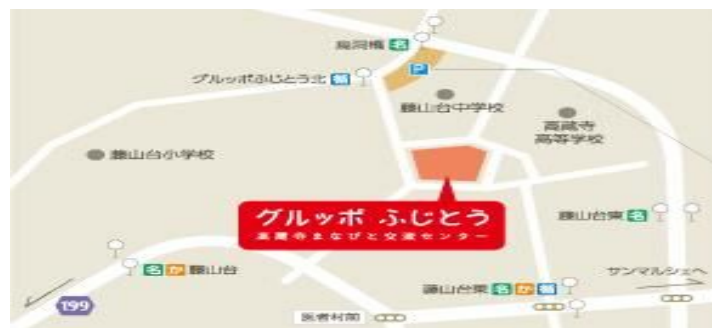 鳥洞橋 名
P
グルッポふじとう北 新
藤山台中学校
高蔵寺
高等学校
藤山台小学校
グルッポ ふじとう
高蔵寺まなびと交流センター
藤山台東 名
名 か 藤山台
サンマルシェへ
藤山台東 名 か 新
199
医者村前